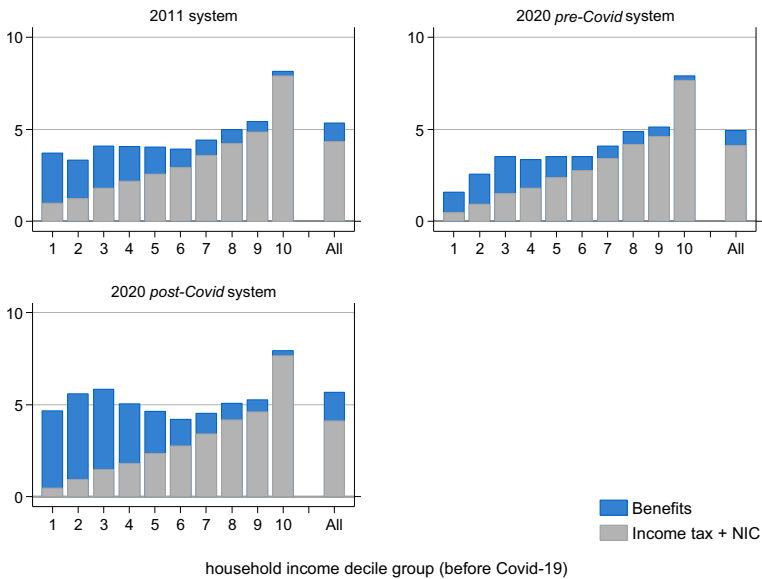 2011 system
10
5
0
1 2 3 4 5 6 7 8 9 10 All
2020 pre-Covid system
10
5
0
1 2 3 4 5 6 7 8 9 10 All
2020 post-Covid system
10
5
0
1 2 3 4 5 6 7 8 9 10 All
Benefits
Income tax + NIC
household income decile group (before Covid-19)